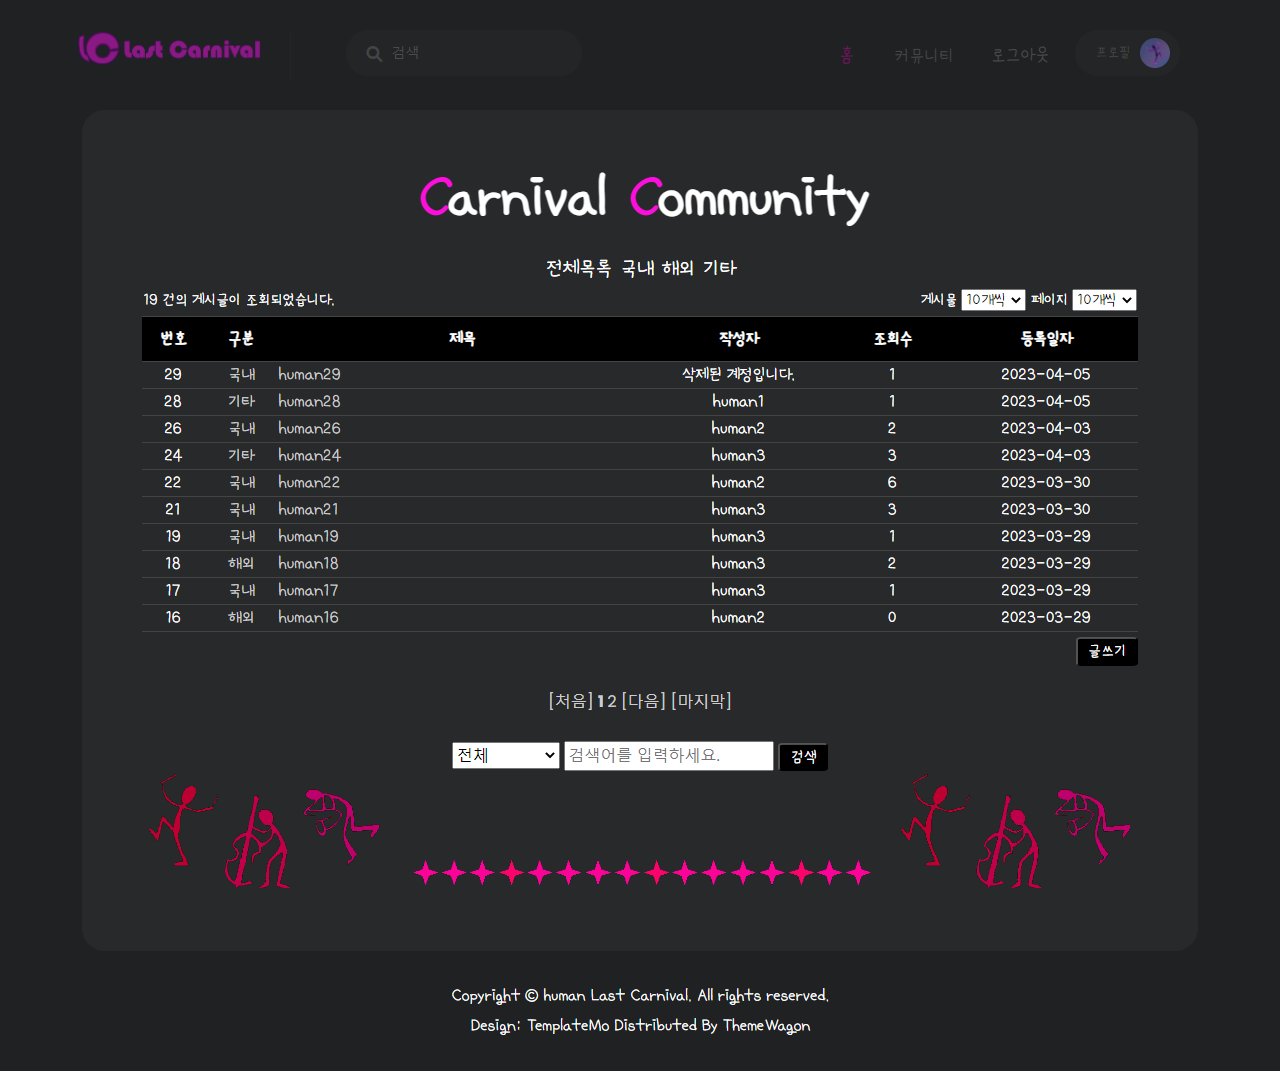 Last Carnival 검색 홈 커뮤니티 로그아웃 프로필
Carnival Community
전체목록 국내 해외 기타
19 건의 게시글이 조회되었습니다. 게시물 10개씩 페이지 10개씩
번호 구분 제목 작성자 조회수 등록일자
29 국내 human29 삭제된 계정입니다. 1 2023-04-05
28 기타 human28 human1 1 2023-04-05
26 국내 human26 human2 2 2023-04-03
24 기타 human24 human3 3 2023-04-03
22 국내 human22 human2 6 2023-03-30
21 국내 human21 human3 3 2023-03-30
19 국내 human19 human3 1 2023-03-29
18 해외 human18 human3 2 2023-03-29
17 국내 human17 human3 1 2023-03-29
16 해외 human16 human2 0 2023-03-29
글쓰기
[처음] 1 2 [다음] [마지막]
전체 검색어를 입력하세요. 검색
Copyright © human Last Carnival. All rights reserved.
Design: TemplateMo Distributed By ThemeWagon